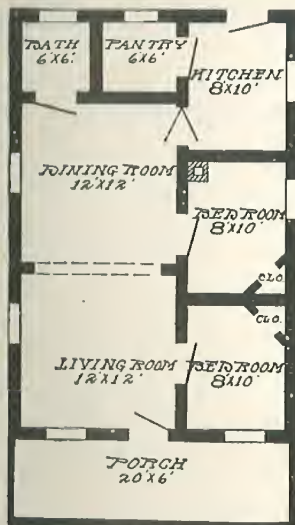 BATH
6'X6'
PANTRY
6'X6'
KITCHEN
8'X10'
DINING ROOM
12'X12'
BED ROOM
8'X10'
CLO.
CLO.
LIVING ROOM
12'X12'
BED ROOM
8'X10'
PORCH
20'X6'